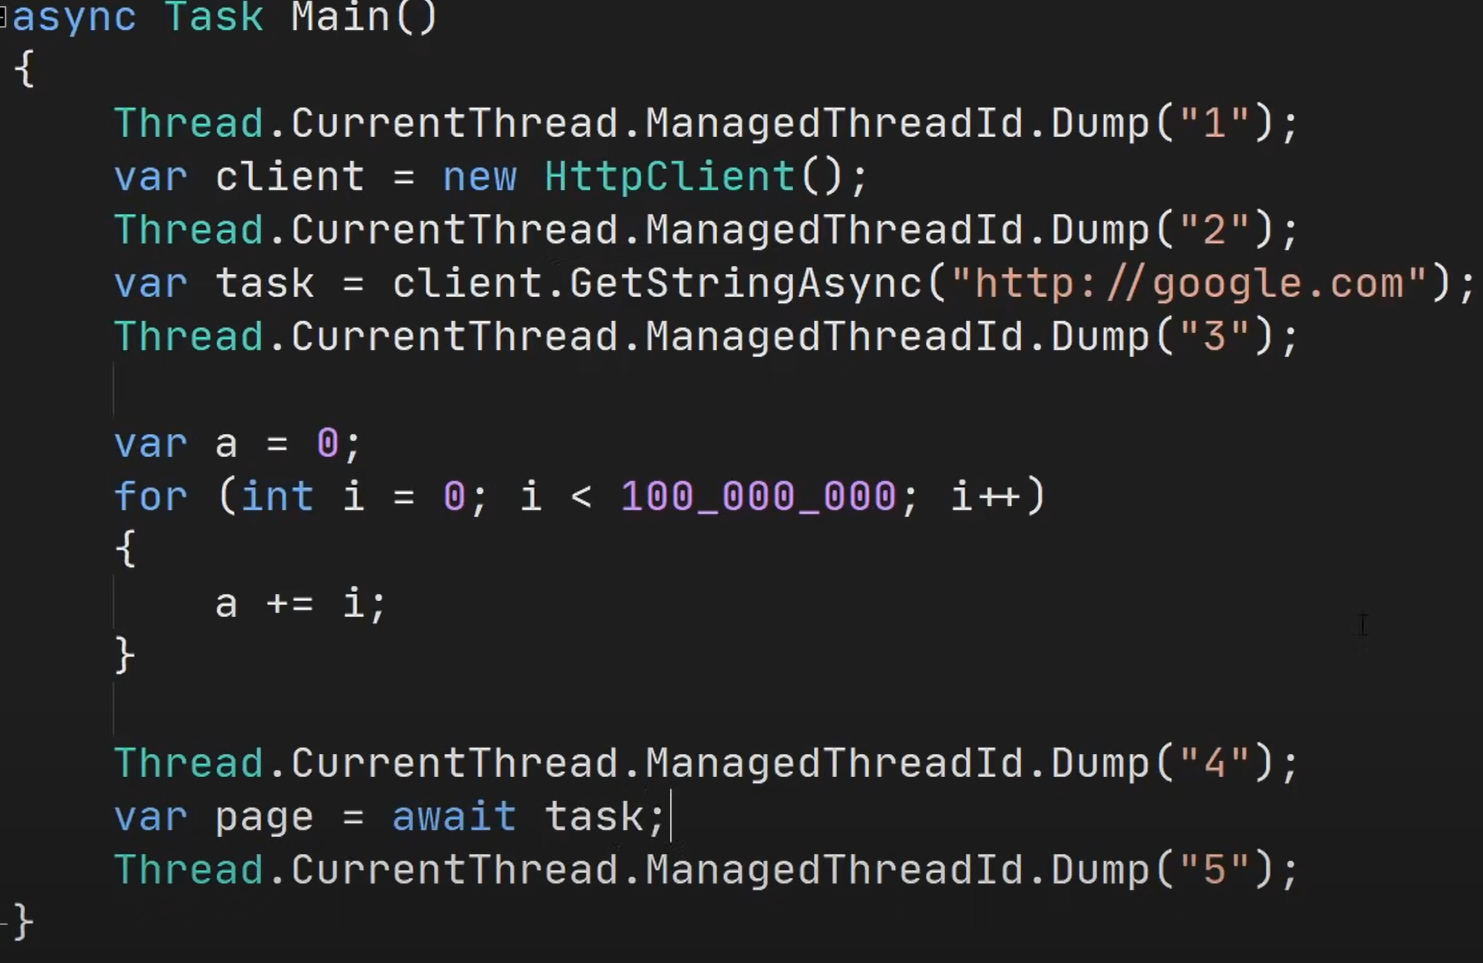 async Task Main()
{
Thread.CurrentThread.ManagedThreadId.Dump("1");
var client = new HttpClient();
Thread.CurrentThread.ManagedThreadId.Dump("2");
var task = client.GetStringAsync("http://google.com");
Thread.CurrentThread.ManagedThreadId.Dump("3");
var a = 0;
for (int i = 0; i < 100_000_000; i++)
{
a += i;
}
Thread.CurrentThread.ManagedThreadId.Dump("4");
var page = await task;
Thread.CurrentThread.ManagedThreadId.Dump("5");
}